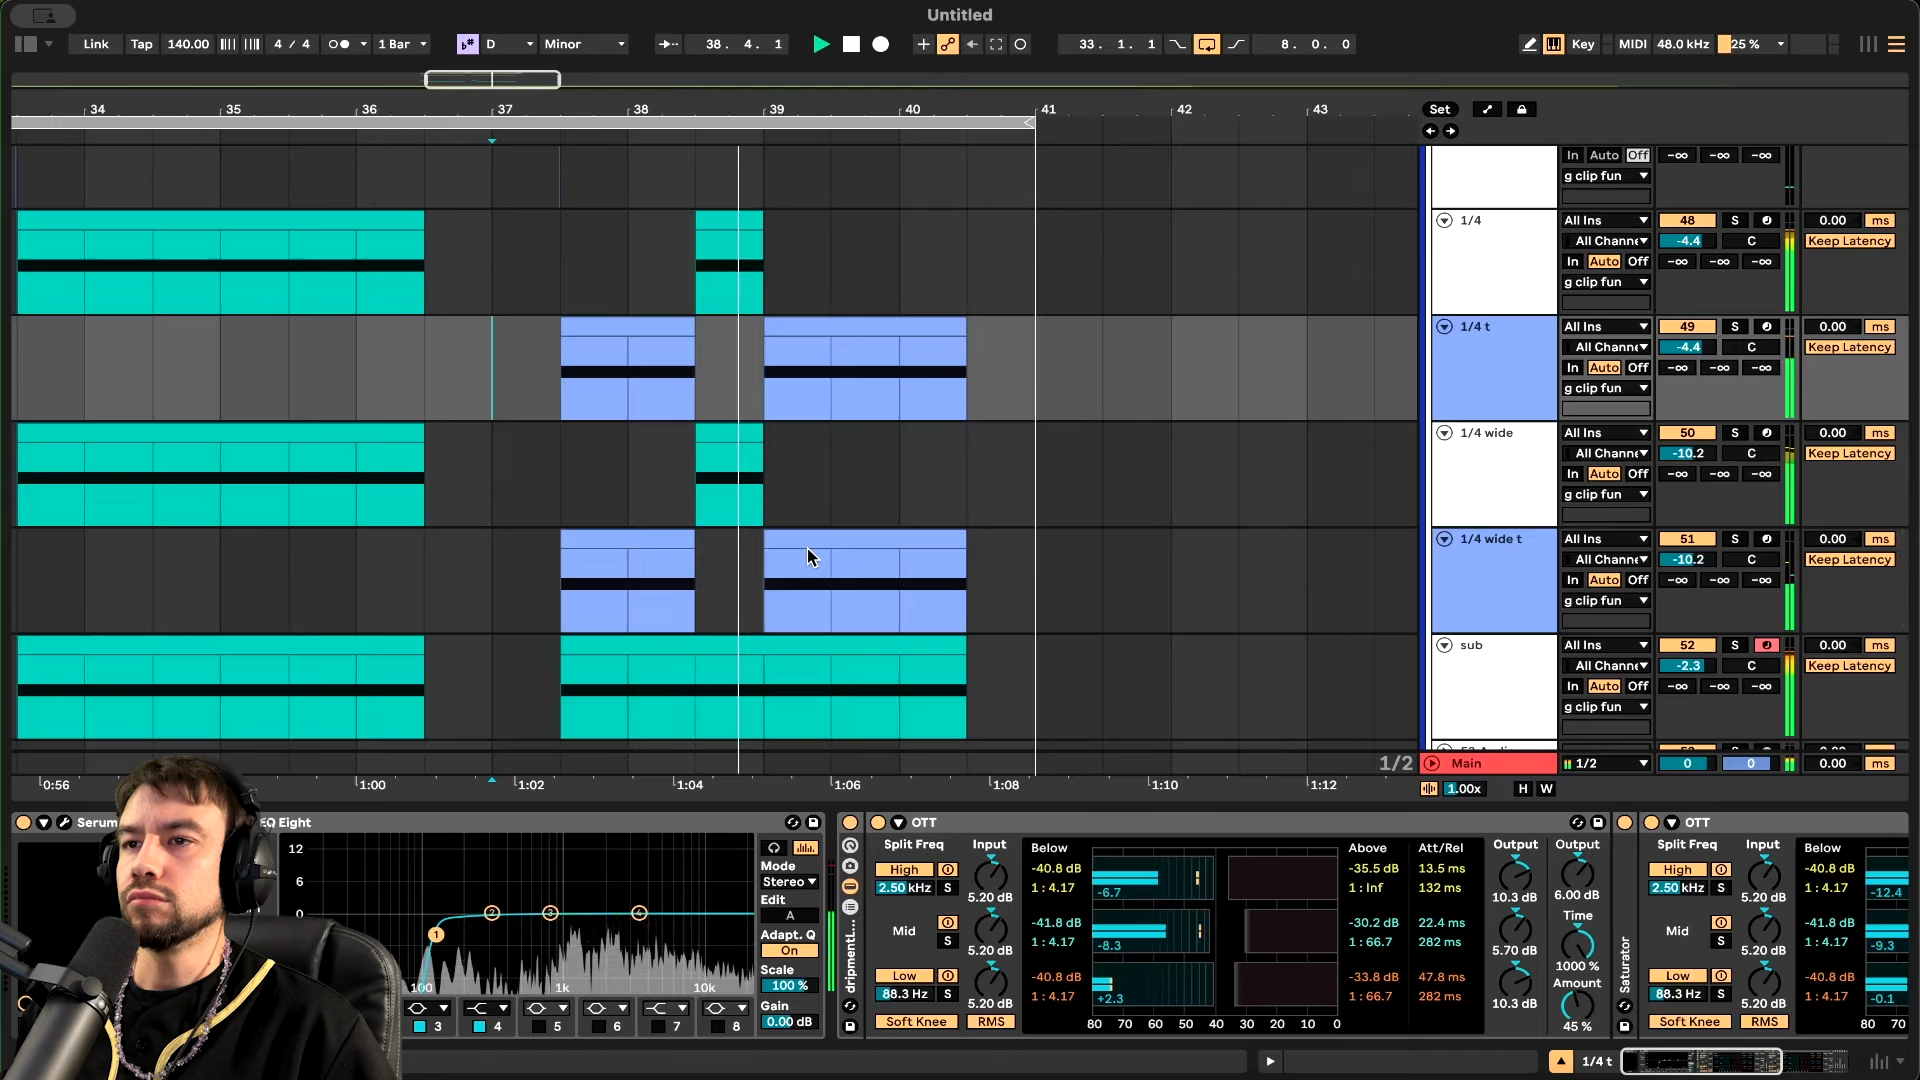 Untitled
Link Tap 140.00 4 / 4 1 Bar D Minor 38. 4. 1 33. 1. 1 8. 0. 0 Key MIDI 48.0 kHz 25 %
34 35 36 37 38 39 40 41 42 43 Set
In Auto Off -∞ -∞ -∞
g clip fun
1/4 All Ins 48 S 0.00 ms
All Channe -4.4 C Keep Latency
In Auto Off -∞ -∞ -∞
g clip fun
1/4 t All Ins 49 S 0.00 ms
All Channe -4.4 C Keep Latency
In Auto Off -∞ -∞ -∞
g clip fun
1/4 wide All Ins 50 S 0.00 ms
All Channe -10.2 C Keep Latency
In Auto Off -∞ -∞ -∞
g clip fun
1/4 wide t All Ins 51 S 0.00 ms
All Channe -10.2 C Keep Latency
In Auto Off -∞ -∞ -∞
g clip fun
sub All Ins 52 S 0.00 ms
All Channe -2.3 C Keep Latency
In Auto Off -∞ -∞ -∞
g clip fun
1/2 Main 1/2 0 0 0.00 ms
0:56 1:00 1:02 1:04 1:06 1:08 1:10 1:12 1.00x H W
Serum EQ Eight OTT OTT
12 6 0
100 1k 10k
1 2 3 4
3 4 5 6 7 8
Mode
Stereo
Edit
A
Adapt. Q
On
Scale
100 %
Gain
0.00 dB
Split Freq Input Below Above Att/Rel Output Output
High 5.20 dB -40.8 dB 1 : 4.17 -6.7 -35.5 dB 1 : Inf 13.5 ms 132 ms 10.3 dB 6.00 dB
2.50 kHz S
Mid S 5.20 dB -41.8 dB 1 : 4.17 -8.3 -30.2 dB 1 : 66.7 22.4 ms 282 ms 5.70 dB Time 1000 %
Low 5.20 dB -40.8 dB 1 : 4.17 +2.3 -33.8 dB 1 : 66.7 47.8 ms 282 ms 10.3 dB Amount 45 %
88.3 Hz S
Soft Knee RMS 80 70 60 50 40 30 20 10 0
Saturator
Split Freq Input Below
High 5.20 dB -40.8 dB 1 : 4.17 -12.4
2.50 kHz S
Mid S 5.20 dB -41.8 dB 1 : 4.17 -9.3
Low 5.20 dB -40.8 dB 1 : 4.17 -0.1
88.3 Hz S
Soft Knee RMS 80 70
1/4 t